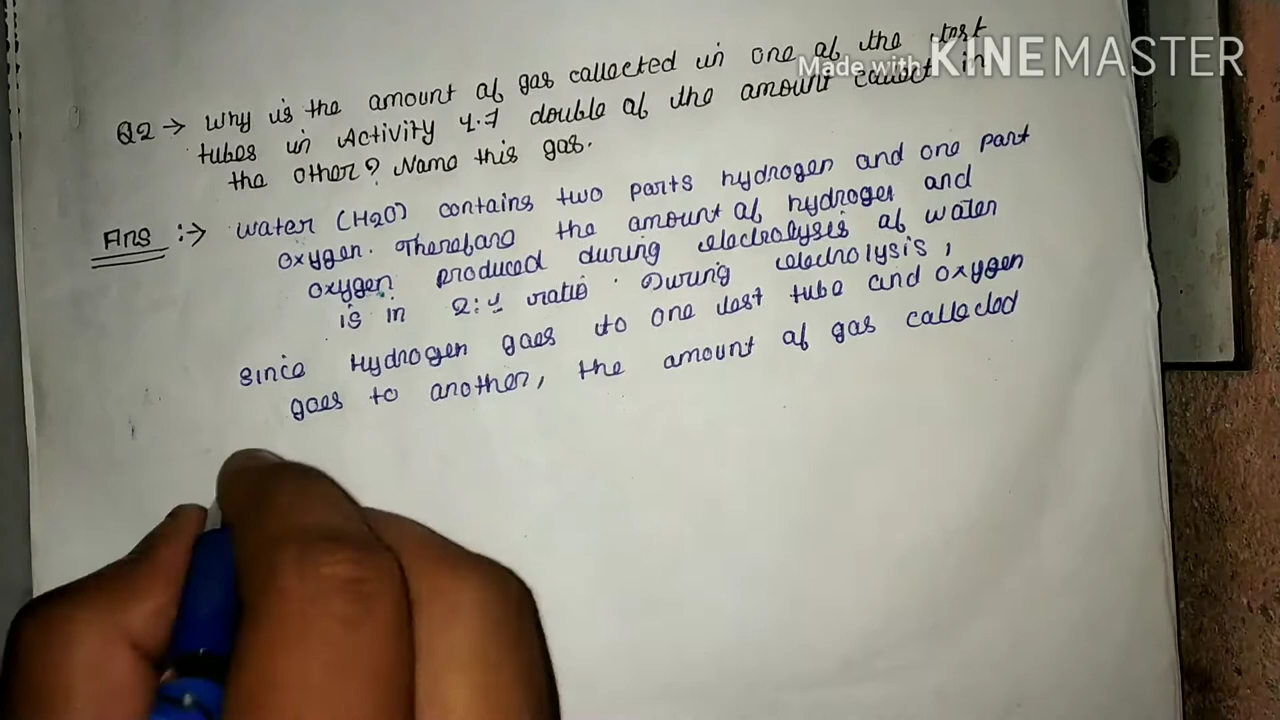 Made with KINEMASTER
Q2 → Why is the amount of gas collected in one of the test
tubes in Activity 1.7 double of the amount collect in
the other? Name this gas.
Ans :→ water (H2O) contains two parts hydrogen and one part
oxygen. Therefore the amount of hydrogen and
oxygen produced during electrolysis of water
is in 2:1 ratio. During electrolysis,
since Hydrogen goes to one test tube and oxygen
goes to another, the amount of gas collected